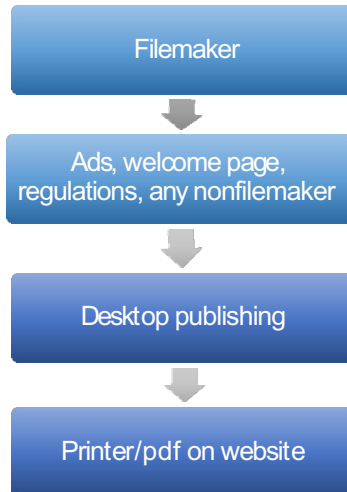 Filemaker
Ads, welcome page,
regulations, any nonfilemaker
Desktop publishing
Printer/pdf on website